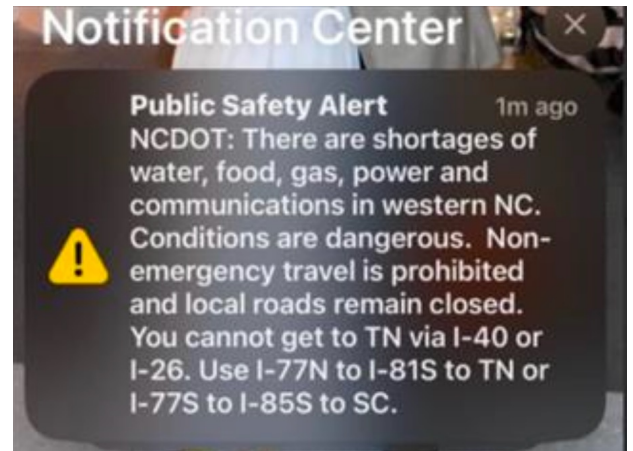 Notification Center
Public Safety Alert 1m ago
NCDOT: There are shortages of
water, food, gas, power and
communications in western NC.
Conditions are dangerous.  Non-
emergency travel is prohibited
and local roads remain closed.
You cannot get to TN via I-40 or
I-26. Use I-77N to I-81S to TN or
I-77S to I-85S to SC.